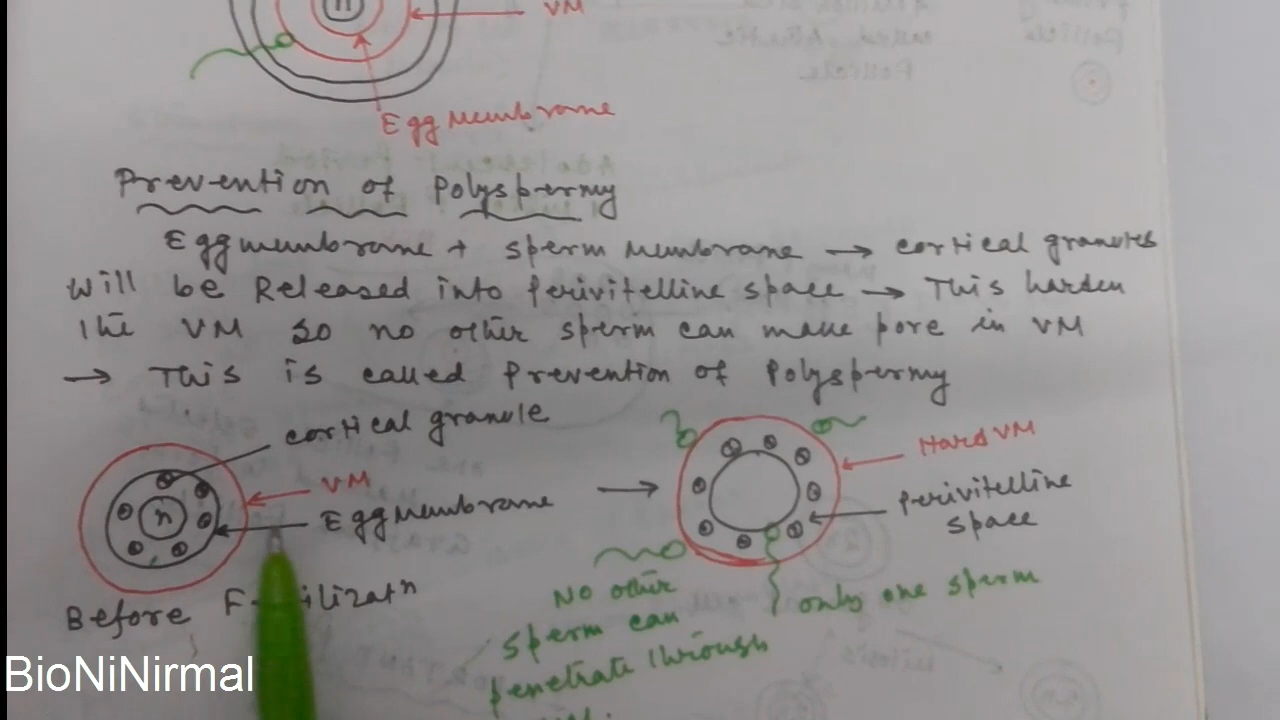 VM
Egg Membrane
Prevention of Polyspermy
Egg membrane + sperm membrane → cortical granules
will be Released into Perivitelline space → This harden
the VM so no other sperm can make pore in VM
→ This is called Prevention of Polyspermy
cortical granule
VM
Egg membrane
n
Before
Hard VM
Perivitelline
space
only one sperm
No other
sperm can
penetrate through
BioNiNirmal